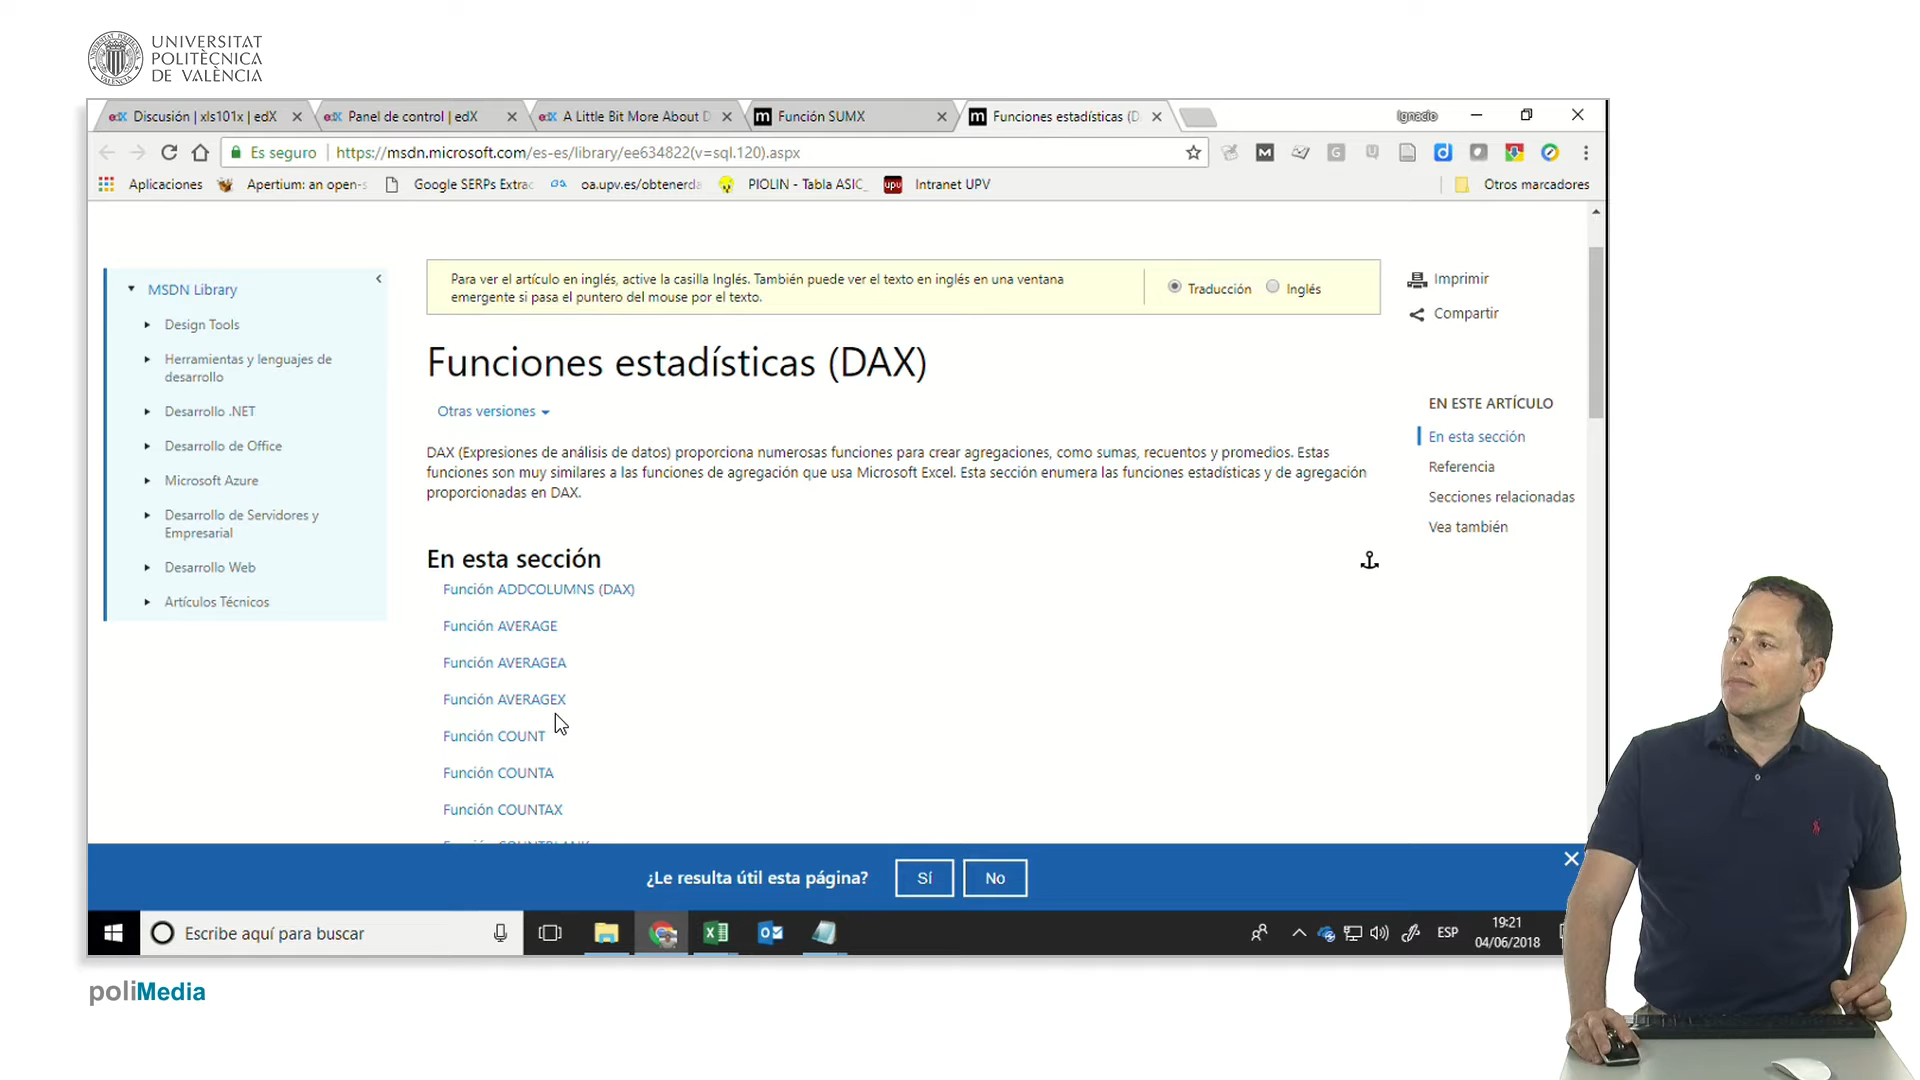 UNIVERSITAT
POLITÈCNICA
DE VALÈNCIA
Discusión | xls101x | edX
Panel de control | edX
A Little Bit More About D
Función SUMX
Funciones estadísticas (D
Ignacio
Es seguro
https://msdn.microsoft.com/es-es/library/ee634822(v=sql.120).aspx
Aplicaciones
Apertium: an open-s
Google SERPs Extrac
oa.upv.es/obtenerda
PIOLIN - Tabla ASIC_
upv
Intranet UPV
Otros marcadores
MSDN Library
Design Tools
Herramientas y lenguajes de
desarrollo
Desarrollo .NET
Desarrollo de Office
Microsoft Azure
Desarrollo de Servidores y
Empresarial
Desarrollo Web
Artículos Técnicos
Para ver el artículo en inglés, active la casilla Inglés. También puede ver el texto en inglés en una ventana
emergente si pasa el puntero del mouse por el texto.
Traducción
Inglés
Imprimir
Compartir
Funciones estadísticas (DAX)
Otras versiones
DAX (Expresiones de análisis de datos) proporciona numerosas funciones para crear agregaciones, como sumas, recuentos y promedios. Estas
funciones son muy similares a las funciones de agregación que usa Microsoft Excel. Esta sección enumera las funciones estadísticas y de agregación
proporcionadas en DAX.
EN ESTE ARTÍCULO
En esta sección
Referencia
Secciones relacionadas
Vea también
En esta sección
Función ADDCOLUMNS (DAX)
Función AVERAGE
Función AVERAGEA
Función AVERAGEX
Función COUNT
Función COUNTA
Función COUNTAX
¿Le resulta útil esta página?
Sí
No
Escribe aquí para buscar
ESP
19:21
04/06/2018
poliMedia